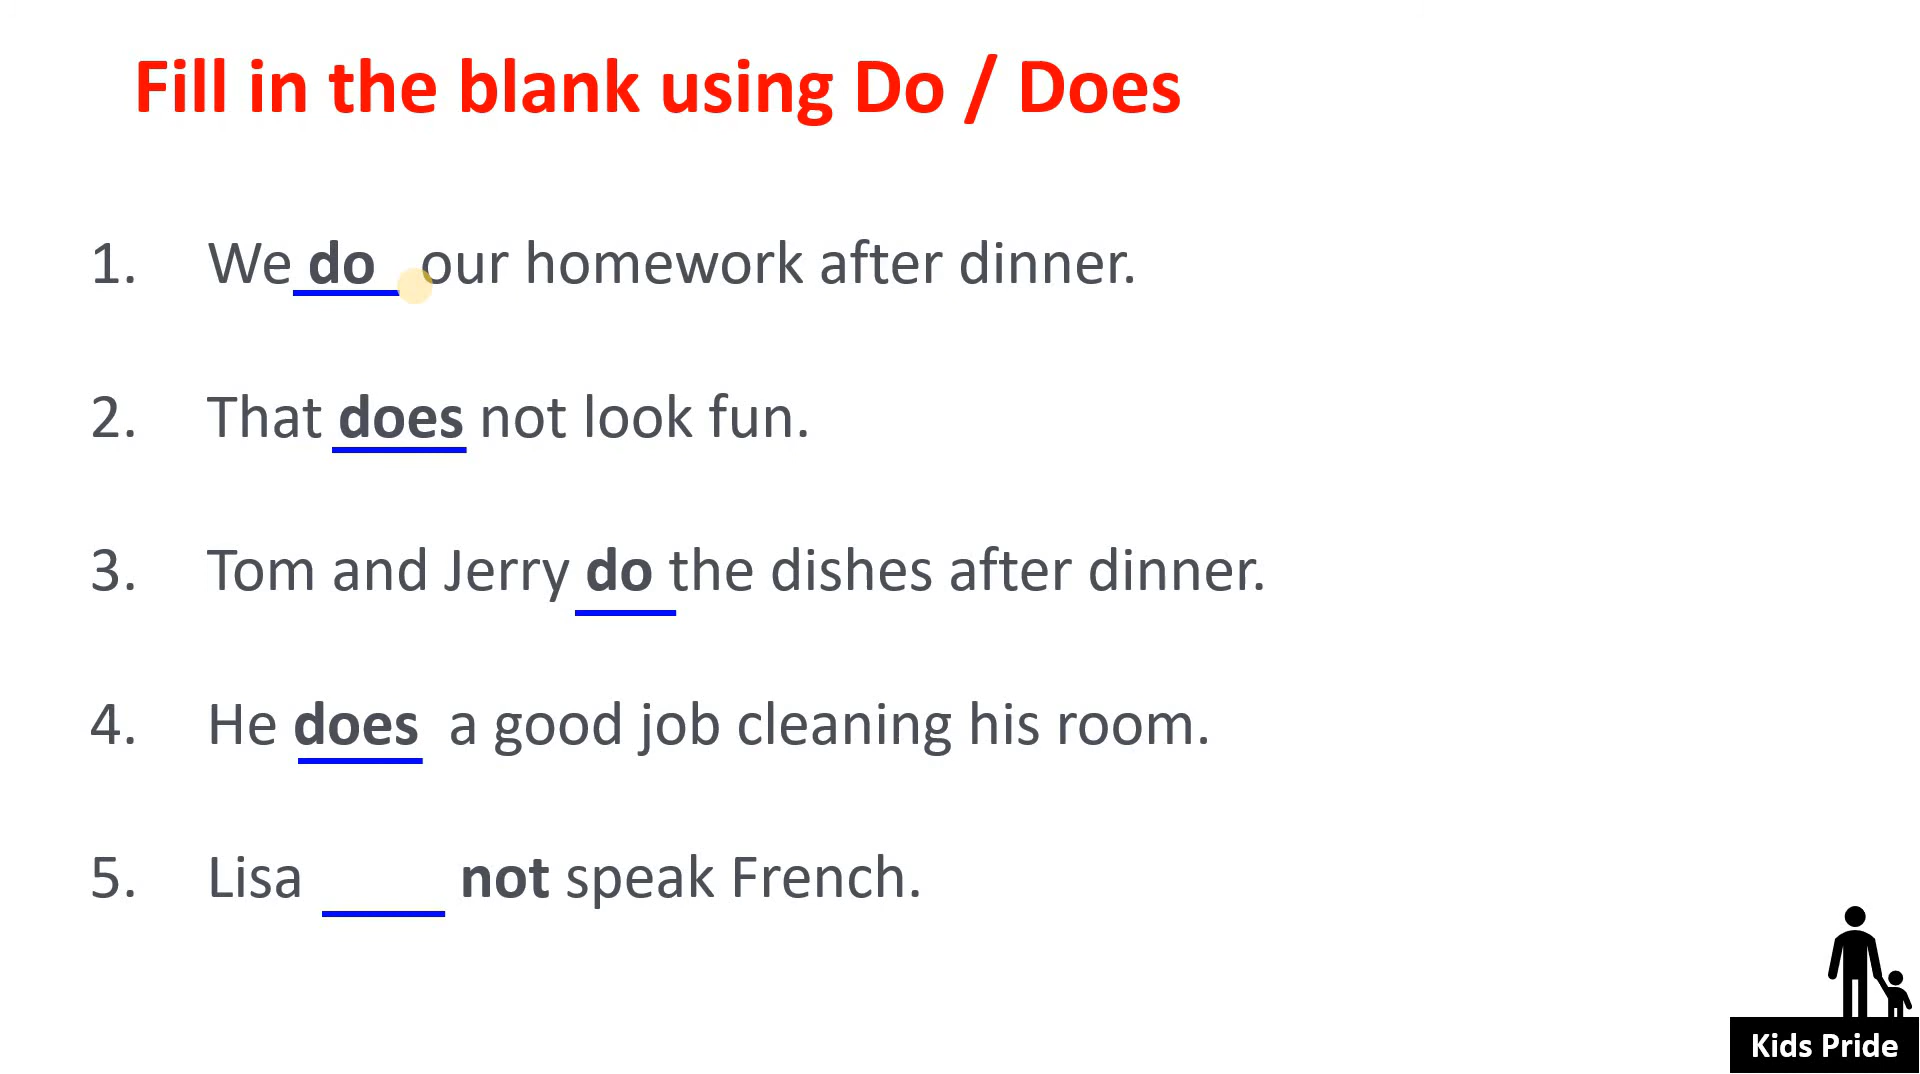 Fill in the blank using Do / Does
1. We do our homework after dinner.
2. That does not look fun.
3. Tom and Jerry do the dishes after dinner.
4. He does a good job cleaning his room.
5. Lisa ____ not speak French.
Kids Pride